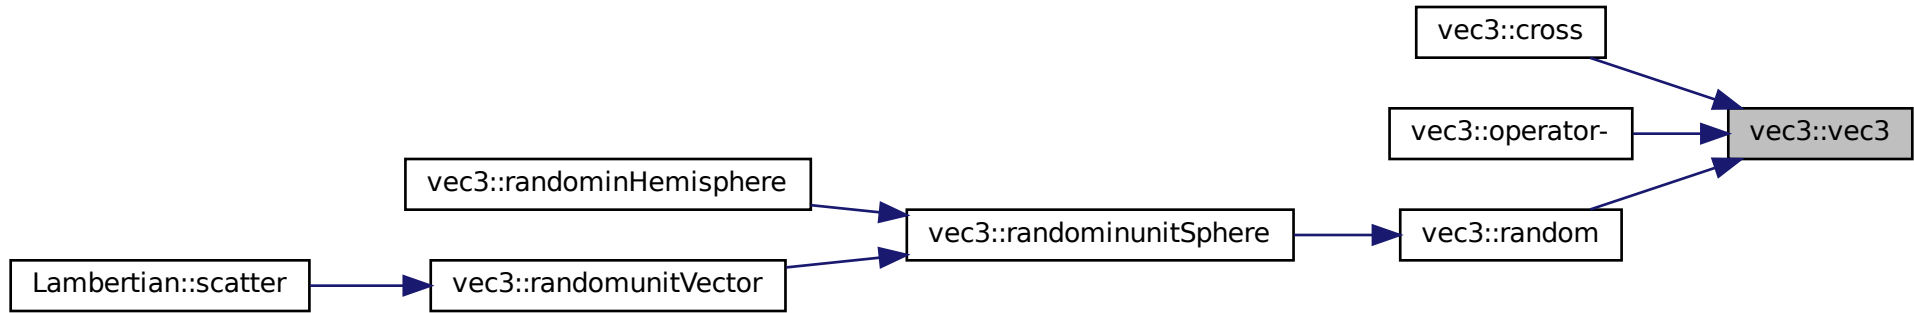 vec3::cross
vec3::operator-
vec3::vec3
vec3::randominHemisphere
vec3::randominunitSphere
vec3::random
Lambertian::scatter
vec3::randomunitVector